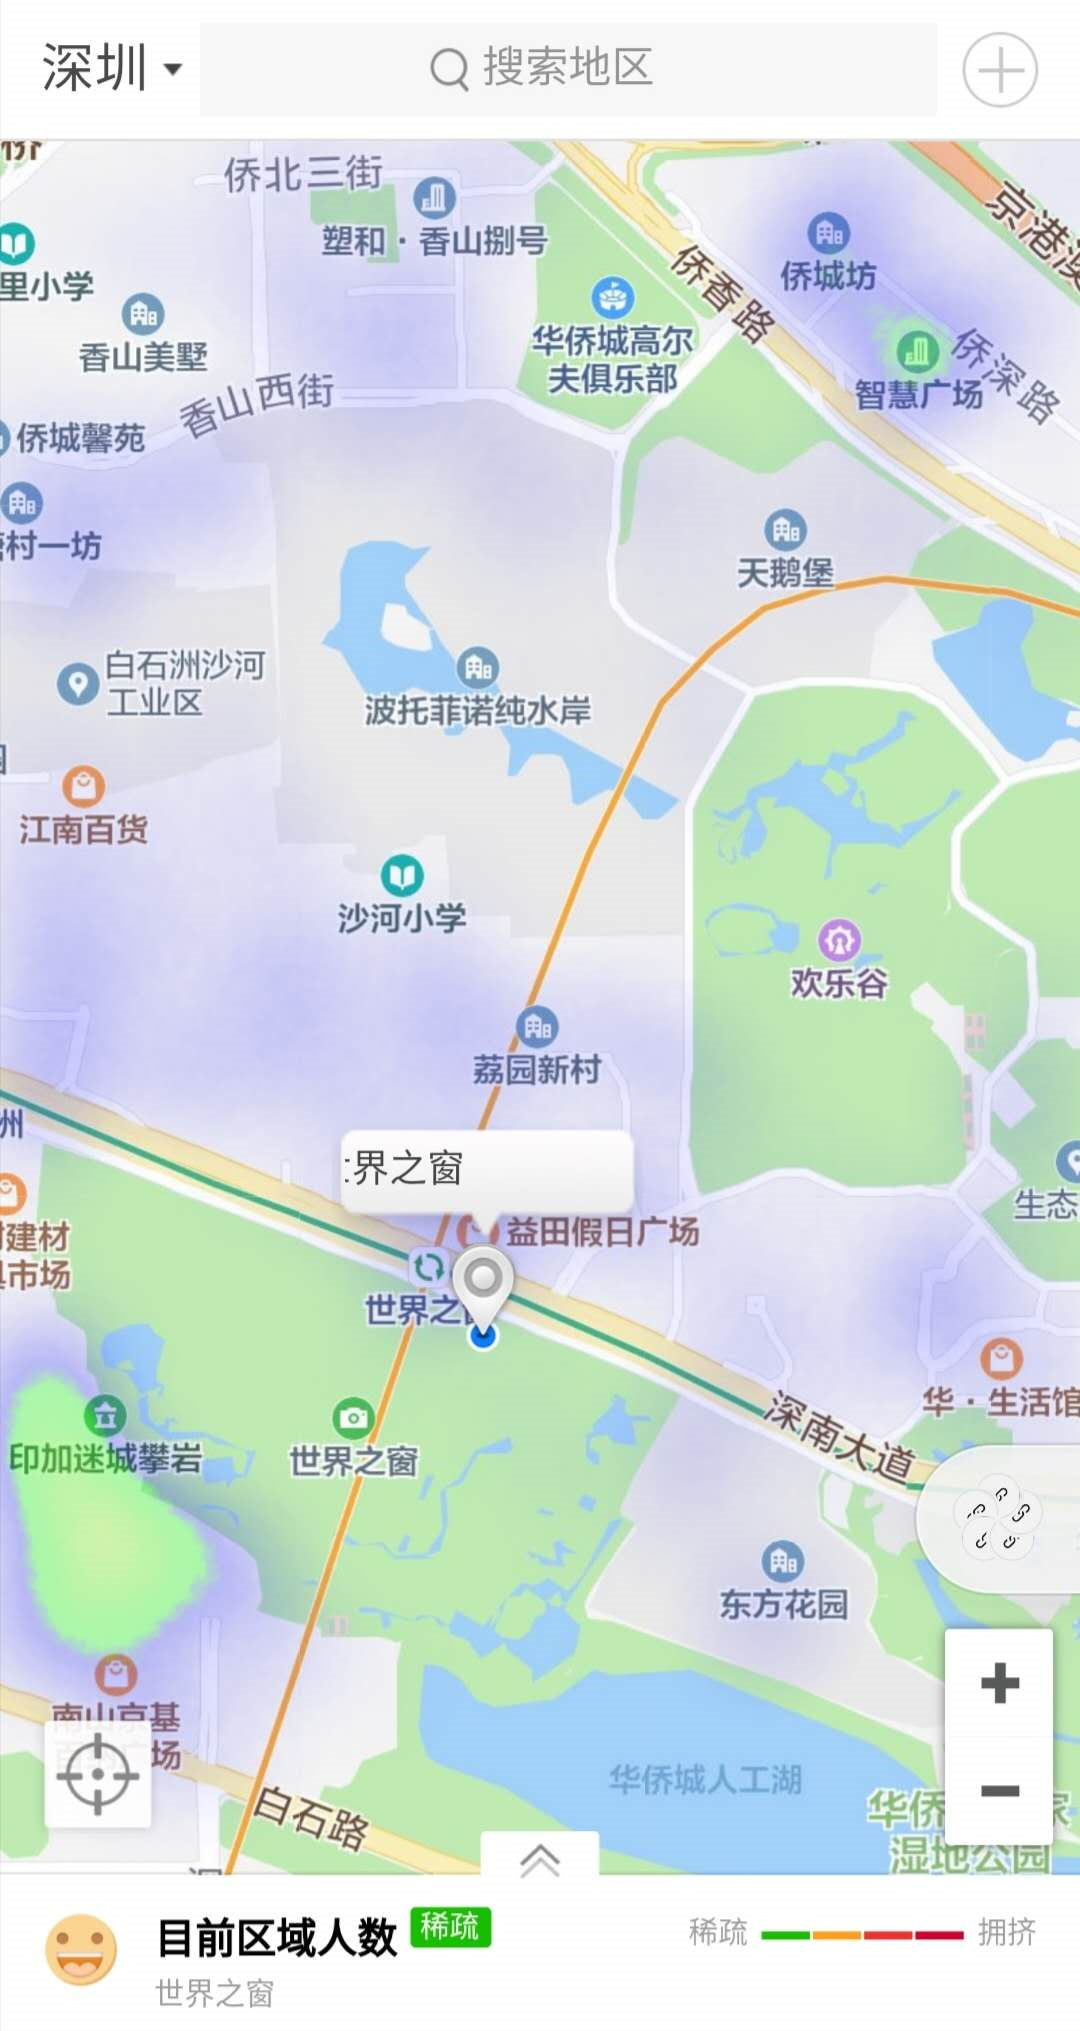 深圳
搜索地区
侨北三街
塑和·香山捌号
里小学
香山美墅
华侨城高尔
夫俱乐部
侨香路
侨城坊
京港澳
智慧广场
侨深路
香山西街
侨城馨苑
村一坊
天鹅堡
白石洲沙河
工业区
波托菲诺纯水岸
江南百货
沙河小学
欢乐谷
荔园新村
州
界之窗
益田假日广场
生态
建材
市场
世界之窗
华·生活馆
深南大道
印加迷城攀岩
世界之窗
东方花园
南山京基
场
华侨城人工湖
白石路
华侨
家
湿地公园
目前区域人数
稀疏
世界之窗
稀疏
拥挤